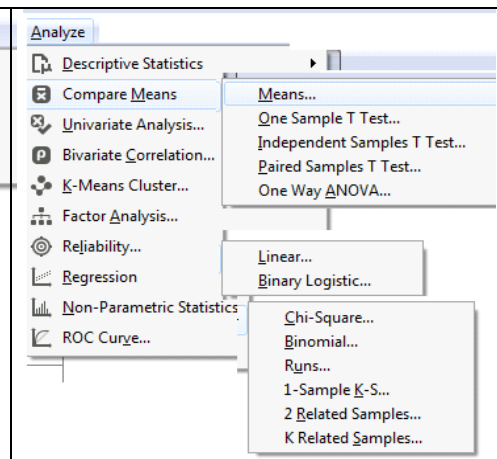 Analyze
Descriptive Statistics
Compare Means
Univariate Analysis...
Bivariate Correlation...
K-Means Cluster...
Factor Analysis...
Reliability...
Regression
Non-Parametric Statistics
ROC Curve...
Means...
One Sample T Test...
Independent Samples T Test...
Paired Samples T Test...
One Way ANOVA...
Linear...
Binary Logistic...
Chi-Square...
Binomial...
Runs...
1-Sample K-S...
2 Related Samples...
K Related Samples...